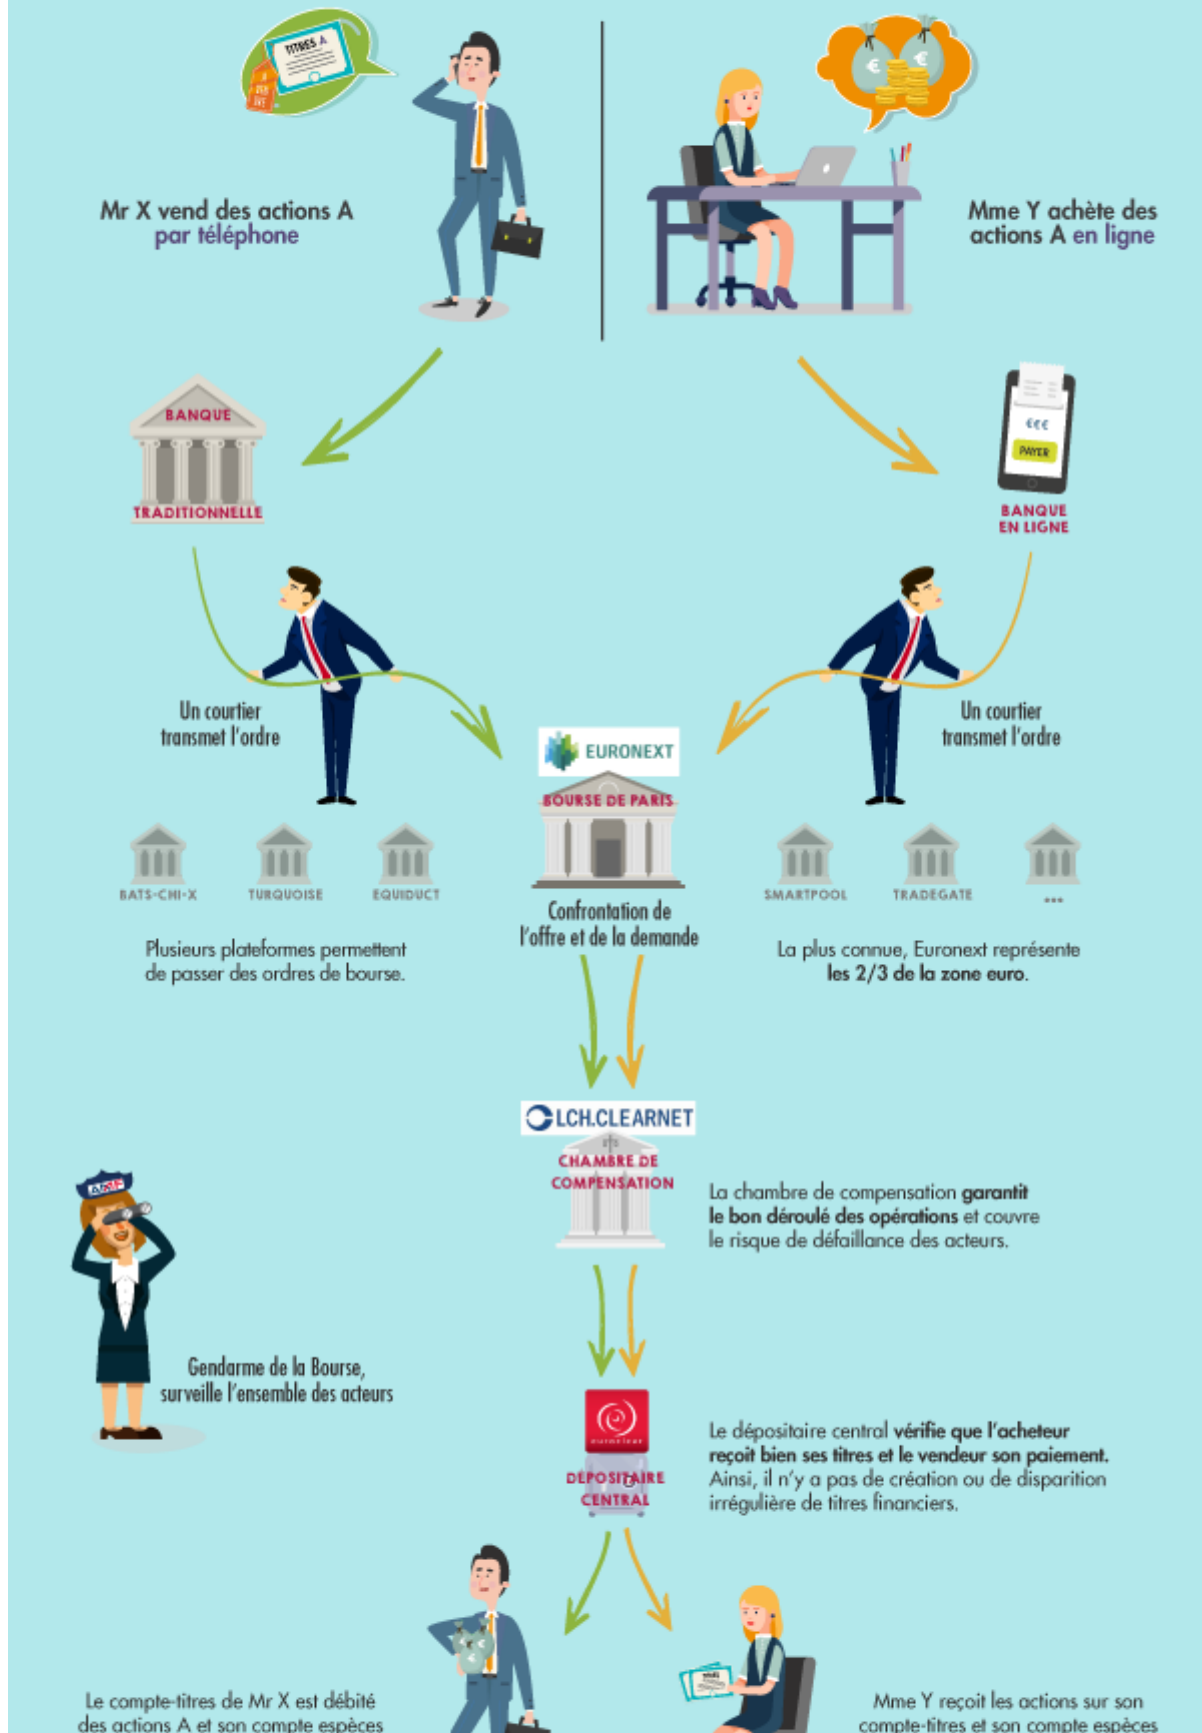 TITRES A
Mr X vend des actions A
par téléphone
Mme Y achète des
actions A en ligne
BANQUE
TRADITIONNELLE
€€€
PAYER
BANQUE
EN LIGNE
Un courtier
transmet l'ordre
Un courtier
transmet l'ordre
EURONEXT
BOURSE DE PARIS
BATS-CHI-X
TURQUOISE
EQUIDUCT
SMARTPOOL
TRADEGATE
...
Confrontation de
l'offre et de la demande
Plusieurs plateformes permettent
de passer des ordres de bourse.
La plus connue, Euronext représente
les 2/3 de la zone euro.
LCH.CLEARNET
CHAMBRE DE
COMPENSATION
La chambre de compensation garantit
le bon déroulé des opérations et couvre
le risque de défaillance des acteurs.
AMF
Gendarme de la Bourse,
surveille l'ensemble des acteurs
euroclear
DÉPOSITAIRE
CENTRAL
Le dépositaire central vérifie que l'acheteur
reçoit bien ses titres et le vendeur son paiement.
Ainsi, il n'y a pas de création ou de disparition
irrégulière de titres financiers.
Le compte-titres de Mr X est débité
des actions A et son compte espèces
Mme Y reçoit les actions sur son
compte-titres et son compte espèces